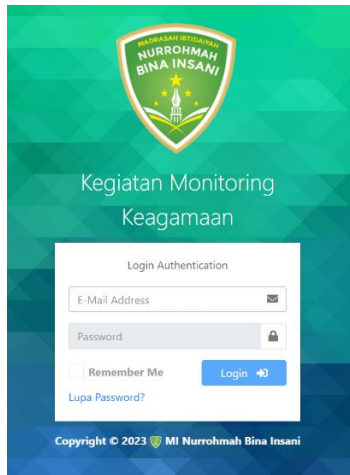 MADRASAH IBTIDAIYAH
NURROHMAH
BINA INSANI
Kegiatan Monitoring
Keagamaan
Login Authentication
E-Mail Address
Password
Remember Me
Login
Lupa Password?
Copyright © 2023 MI Nurrohmah Bina Insani